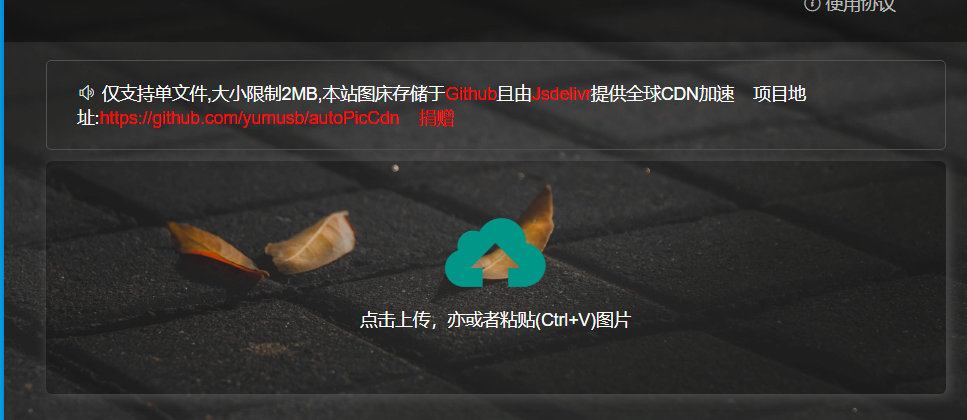 使用协议
仅支持单文件,大小限制2MB,本站图床存储于Github且由Jsdelivr提供全球CDN加速 项目地
址:https://github.com/yumusb/autoPicCdn 捐赠
点击上传，亦或者粘贴(Ctrl+V)图片